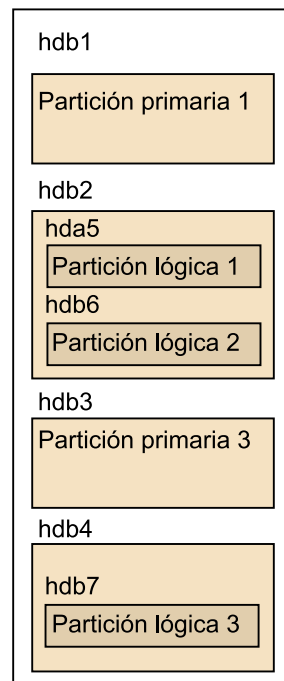 hdb1
Partición primaria 1
hdb2
hda5
Partición lógica 1
hdb6
Partición lógica 2
hdb3
Partición primaria 3
hdb4
hdb7
Partición lógica 3